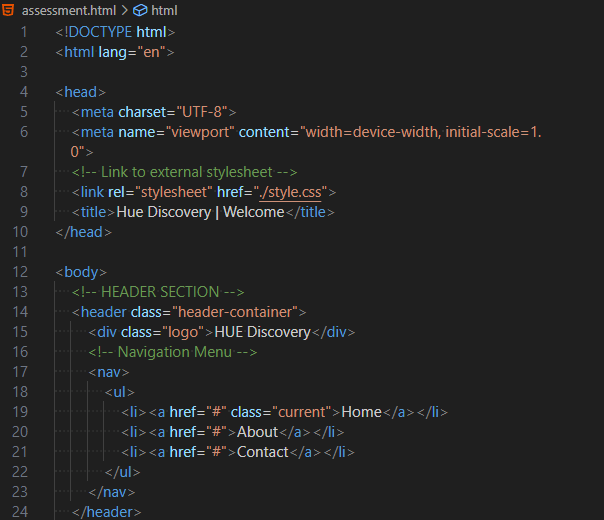 assessment.html > html
1 <!DOCTYPE html>
2 <html lang="en">
3
4 <head>
5 <meta charset="UTF-8">
6 <meta name="viewport" content="width=device-width, initial-scale=1.
0">
7 <!-- Link to external stylesheet -->
8 <link rel="stylesheet" href="./style.css">
9 <title>Hue Discovery | Welcome</title>
10 </head>
11
12 <body>
13 <!-- HEADER SECTION -->
14 <header class="header-container">
15 <div class="logo">HUE Discovery</div>
16 <!-- Navigation Menu -->
17 <nav>
18 <ul>
19 <li><a href="#" class="current">Home</a></li>
20 <li><a href="#">About</a></li>
21 <li><a href="#">Contact</a></li>
22 </ul>
23 </nav>
24 </header>